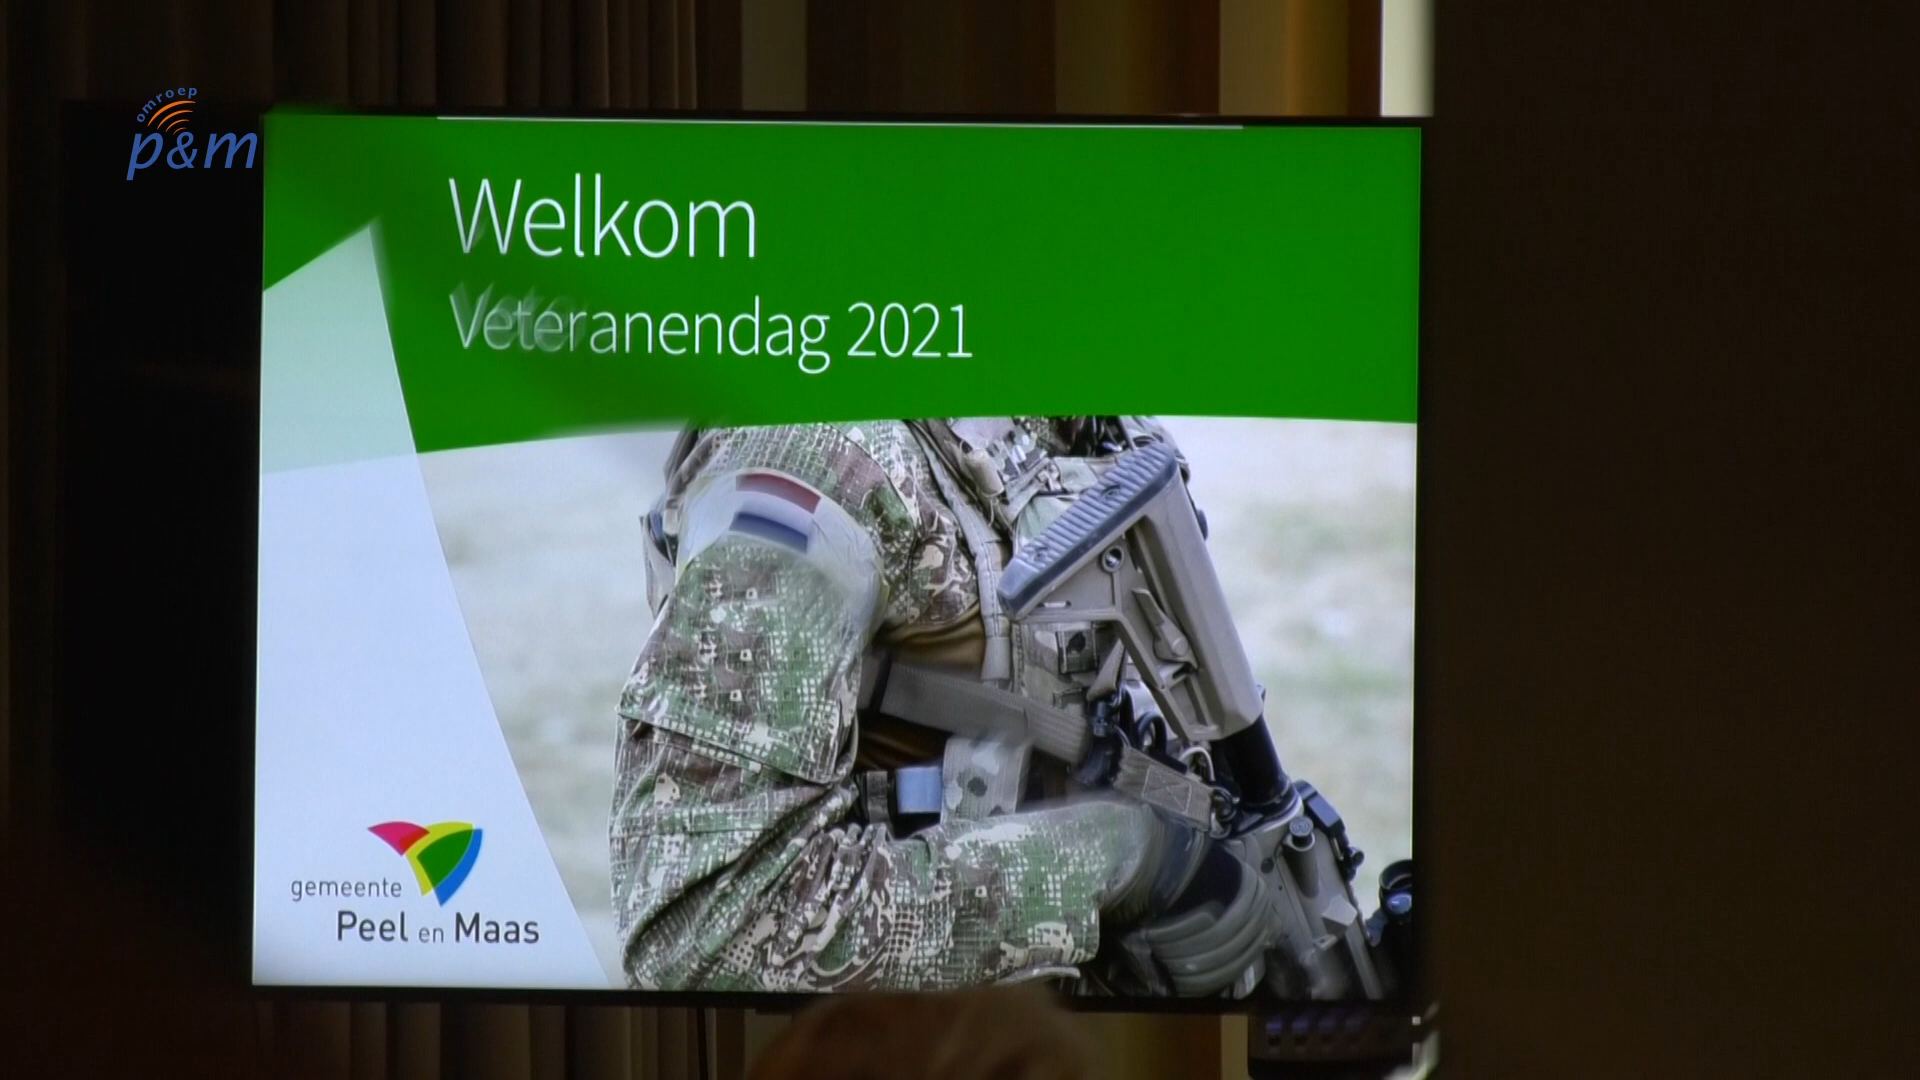 omroep
p&m
Welkom
Veteranendag 2021
gemeente
Peel en Maas